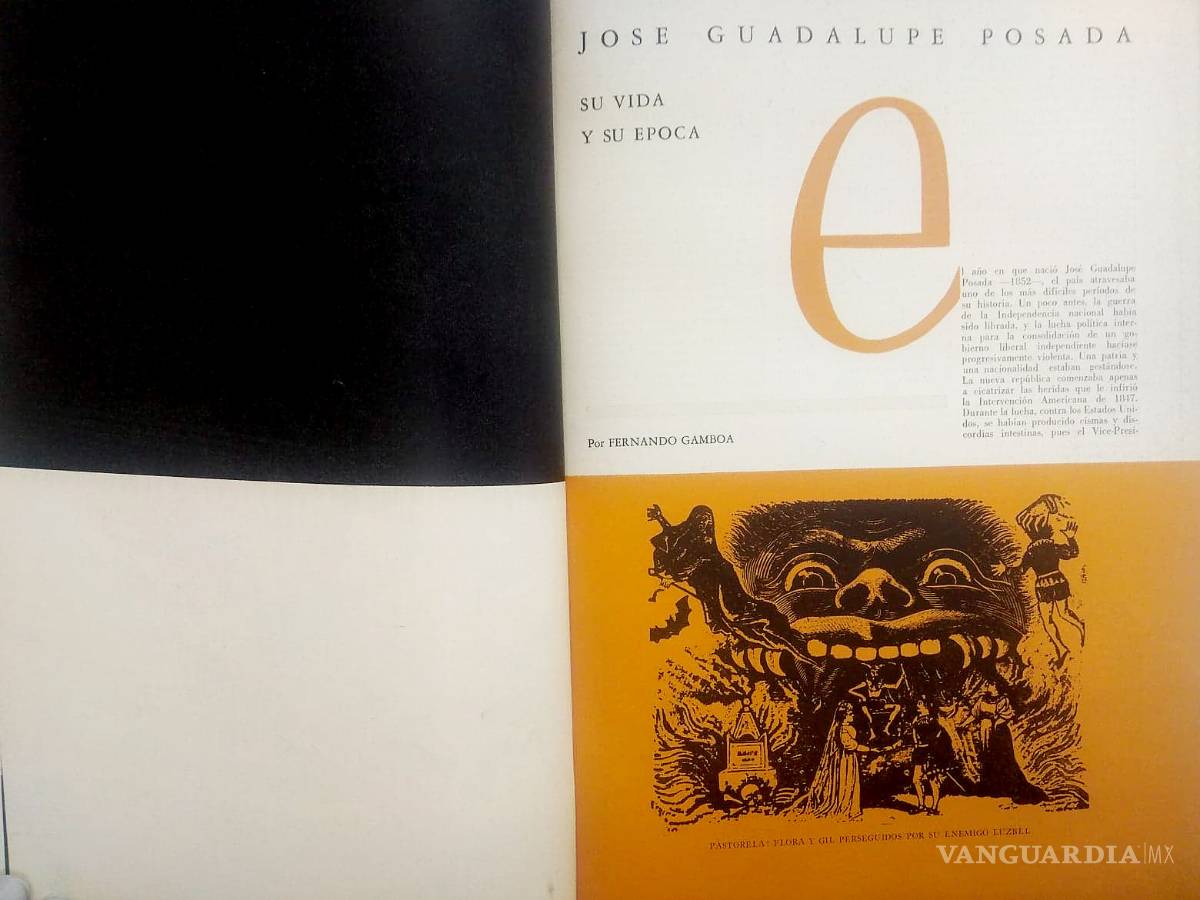 JOSE GUADALUPE POSADA
SU VIDA
Y SU EPOCA
e
l año en que nació José Guadalupe
Posada —1852—, el país atravesaba
uno de los más difíciles períodos de
su historia. Un poco antes, la guerra
de la Independencia nacional había
sido librada, y la lucha política inter-
na para la consolidación de un go-
bierno liberal independiente hacíase
progresivamente violenta. Una patria y
una nacionalidad estaban gestándose.
La nueva república comenzaba apenas
a cicatrizar las heridas que le infirió
la Intervención Americana de 1847.
Durante la lucha, contra los Estados Uni-
dos, se habían producido cismas y dis-
cordias intestinas, pues el Vice-Presi-
Por FERNANDO GAMBOA
PASTORELA: FLORA Y GIL PERSEGUIDOS POR SU ENEMIGO LUZBEL
VANGUARDIA|MX